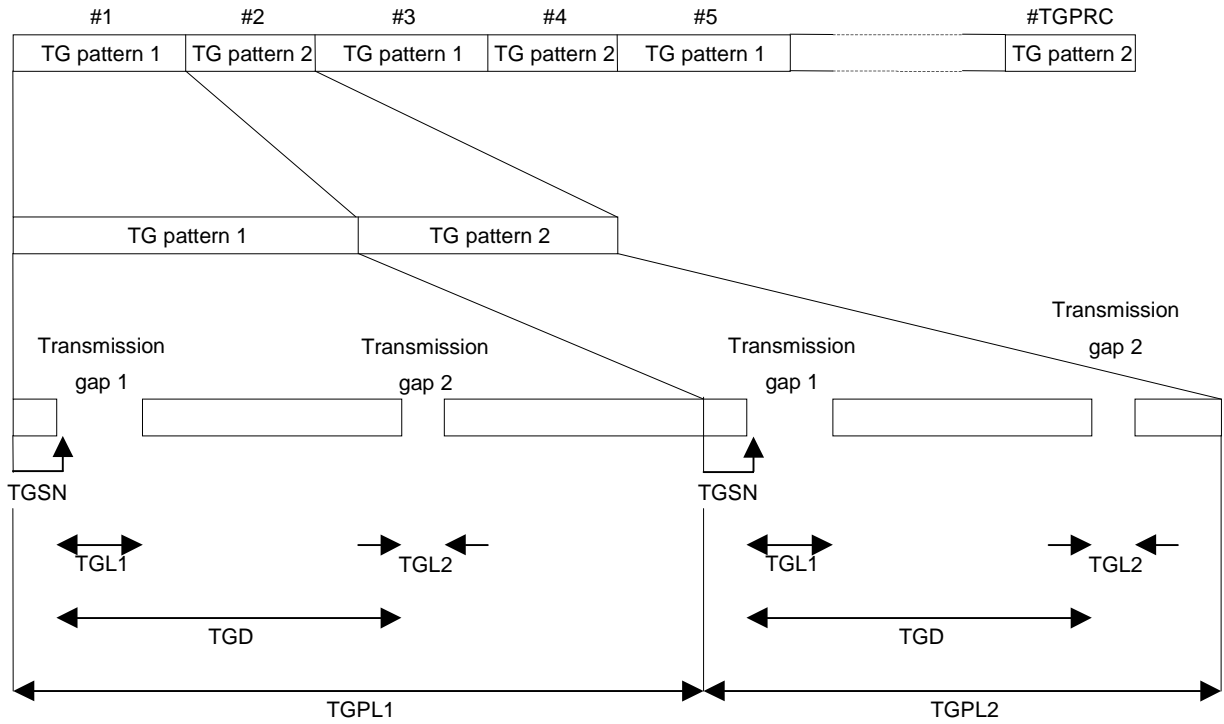 #1 #2 #3 #4 #5 #TGPRC
TG pattern 1 TG pattern 2 TG pattern 1 TG pattern 2 TG pattern 1 TG pattern 2
TG pattern 1 TG pattern 2
Transmission
gap 1
Transmission
gap 2
Transmission
gap 1
Transmission
gap 2
TGSN TGSN
TGL1 TGL2 TGL1 TGL2
TGD TGD
TGPL1 TGPL2